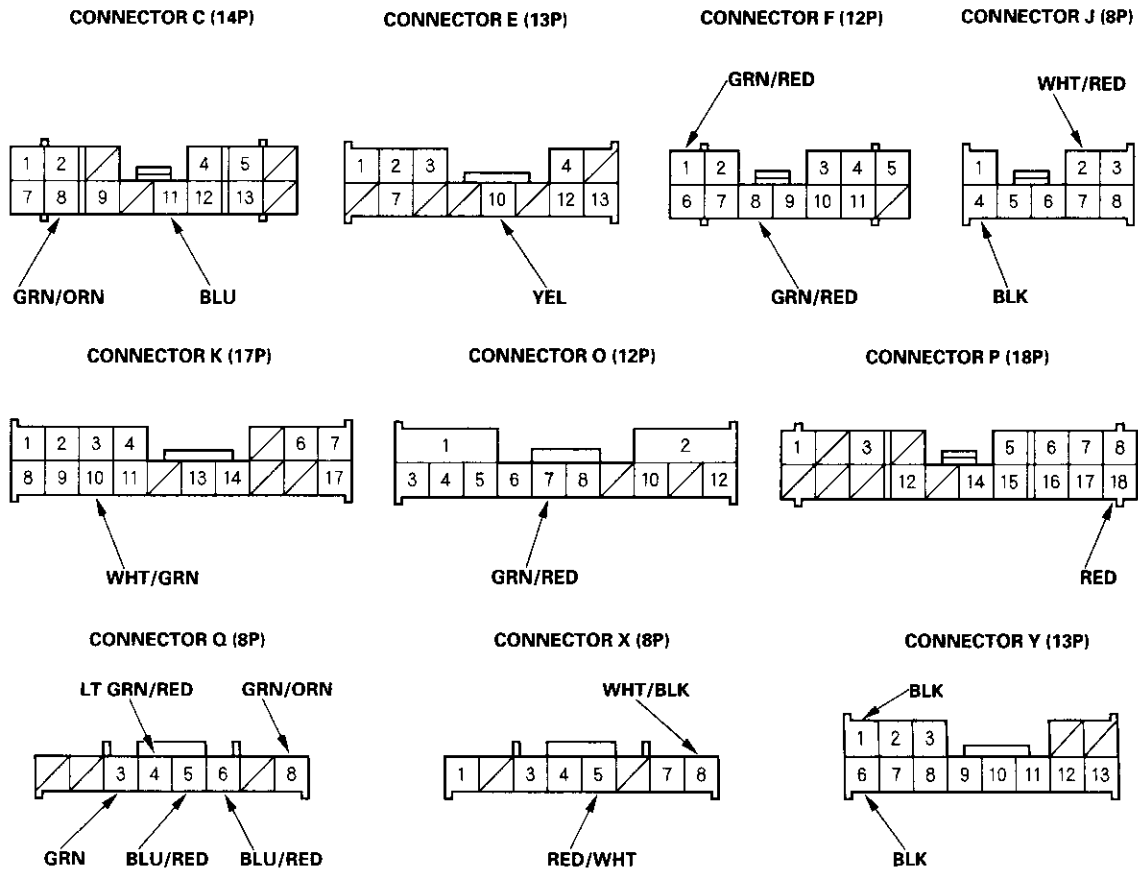 CONNECTOR C (14P)
CONNECTOR E (13P)
CONNECTOR F (12P)
CONNECTOR J (8P)
GRN/RED
WHT/RED
1 2 4 5
7 8 9 11 12 13
1 2 3 4
7 10 12 13
1 2 3 4 5
6 7 8 9 10 11
1 2 3
4 5 6 7 8
GRN/ORN
BLU
YEL
GRN/RED
BLK
CONNECTOR K (17P)
CONNECTOR O (12P)
CONNECTOR P (18P)
1 2 3 4 6 7
8 9 10 11 13 14 17
1 2
3 4 5 6 7 8 10 12
1 3 5 6 7 8
12 14 15 16 17 18
WHT/GRN
GRN/RED
RED
CONNECTOR Q (8P)
CONNECTOR X (8P)
CONNECTOR Y (13P)
LT GRN/RED
GRN/ORN
WHT/BLK
BLK
3 4 5 6 8
1 3 4 5 7 8
1 2 3
6 7 8 9 10 11 12 13
GRN
BLU/RED
BLU/RED
RED/WHT
BLK